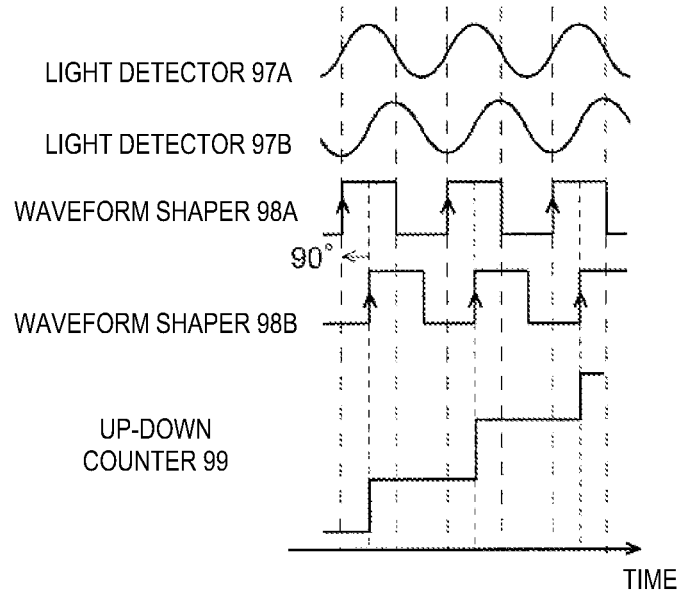 LIGHT DETECTOR 97A
LIGHT DETECTOR 97B
WAVEFORM SHAPER 98A
90°
WAVEFORM SHAPER 98B
UP-DOWN
COUNTER 99
TIME